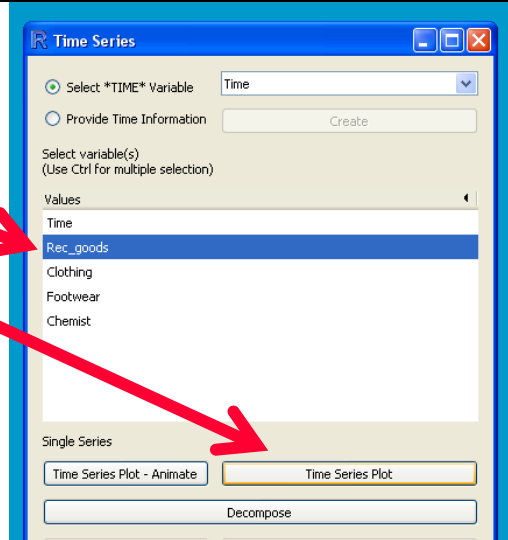 Time Series
Select *TIME* Variable Time
Provide Time Information Create
Select variable(s)
(Use Ctrl for multiple selection)
Values
Time
Rec_goods
Clothing
Footwear
Chemist
Single Series
Time Series Plot - Animate Time Series Plot
Decompose